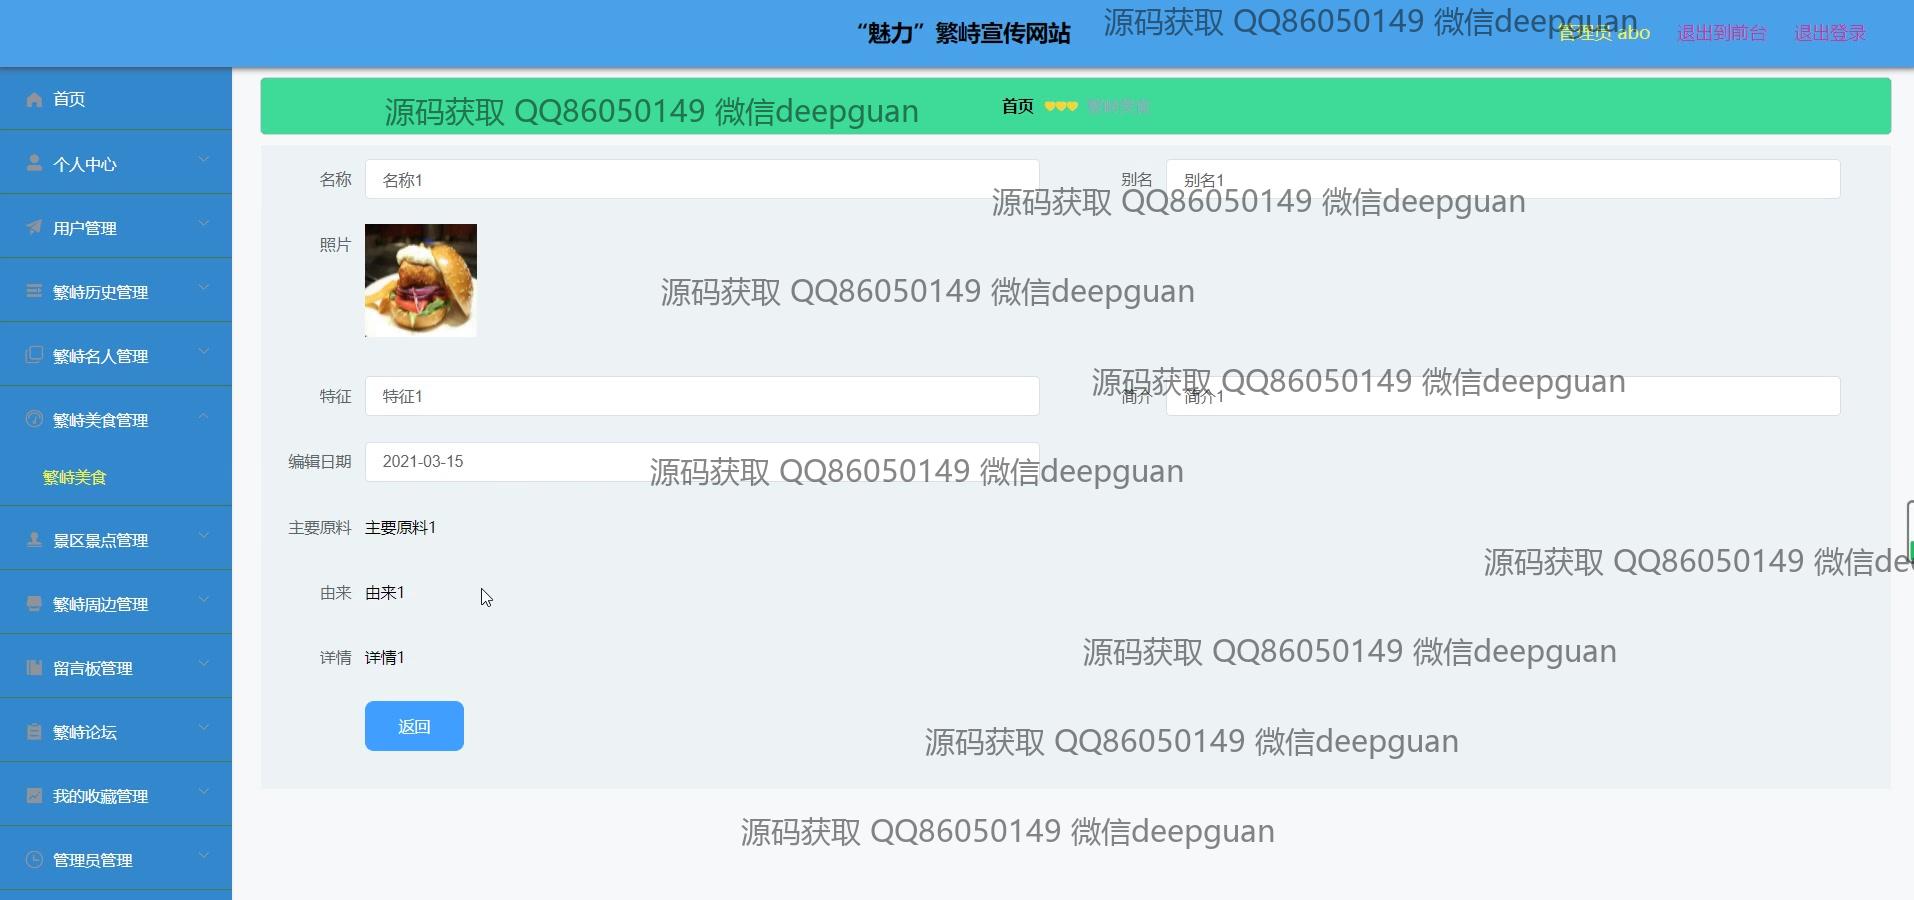 “魅力”繁峙宣传网站
源码获取 QQ86050149 微信deepguan
管理员 abo
退出到前台
退出登录
首页
个人中心
用户管理
繁峙历史管理
繁峙名人管理
繁峙美食管理
繁峙美食
景区景点管理
繁峙周边管理
留言板管理
繁峙论坛
我的收藏管理
管理员管理
源码获取 QQ86050149 微信deepguan
首页
繁峙美食
名称 名称1
别名 别名1
源码获取 QQ86050149 微信deepguan
照片
源码获取 QQ86050149 微信deepguan
源码获取 QQ86050149 微信deepguan
特征 特征1
简介 简介1
编辑日期 2021-03-15
源码获取 QQ86050149 微信deepguan
主要原料 主要原料1
源码获取 QQ86050149 微信de
由来 由来1
源码获取 QQ86050149 微信deepguan
详情 详情1
返回
源码获取 QQ86050149 微信deepguan
源码获取 QQ86050149 微信deepguan